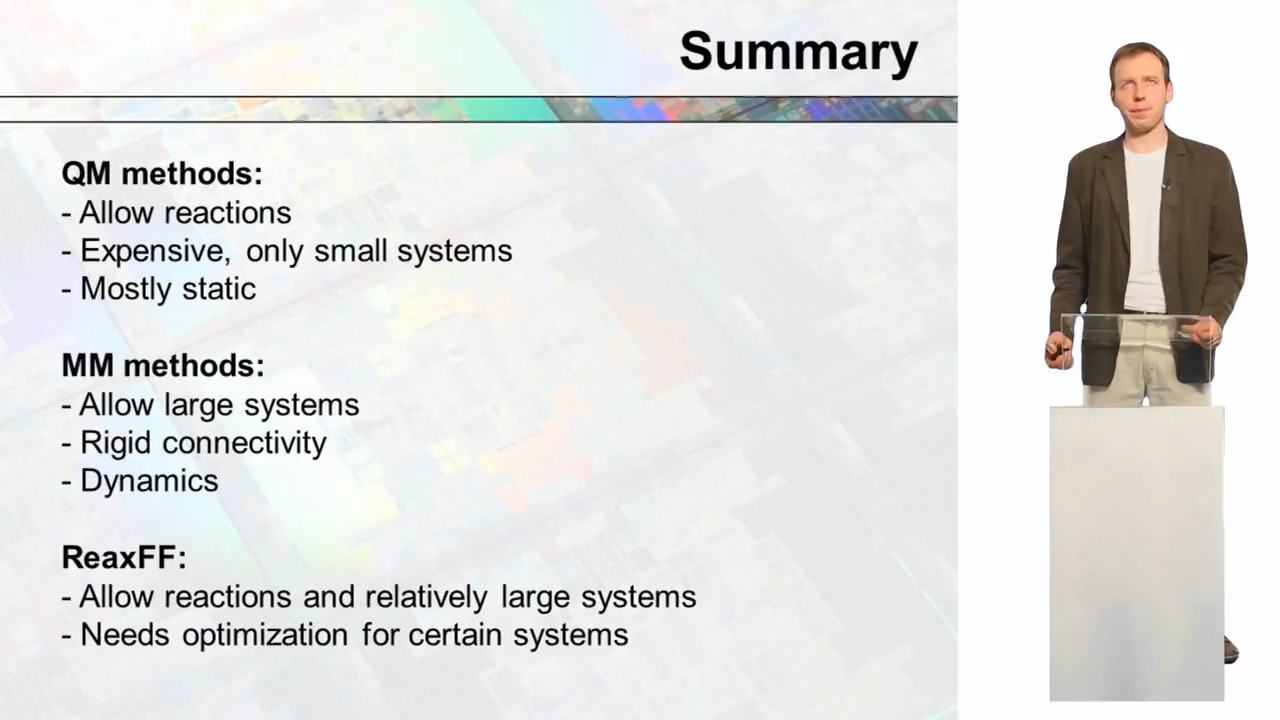 Summary
QM methods:
- Allow reactions
- Expensive, only small systems
- Mostly static
MM methods:
- Allow large systems
- Rigid connectivity
- Dynamics
ReaxFF:
- Allow reactions and relatively large systems
- Needs optimization for certain systems